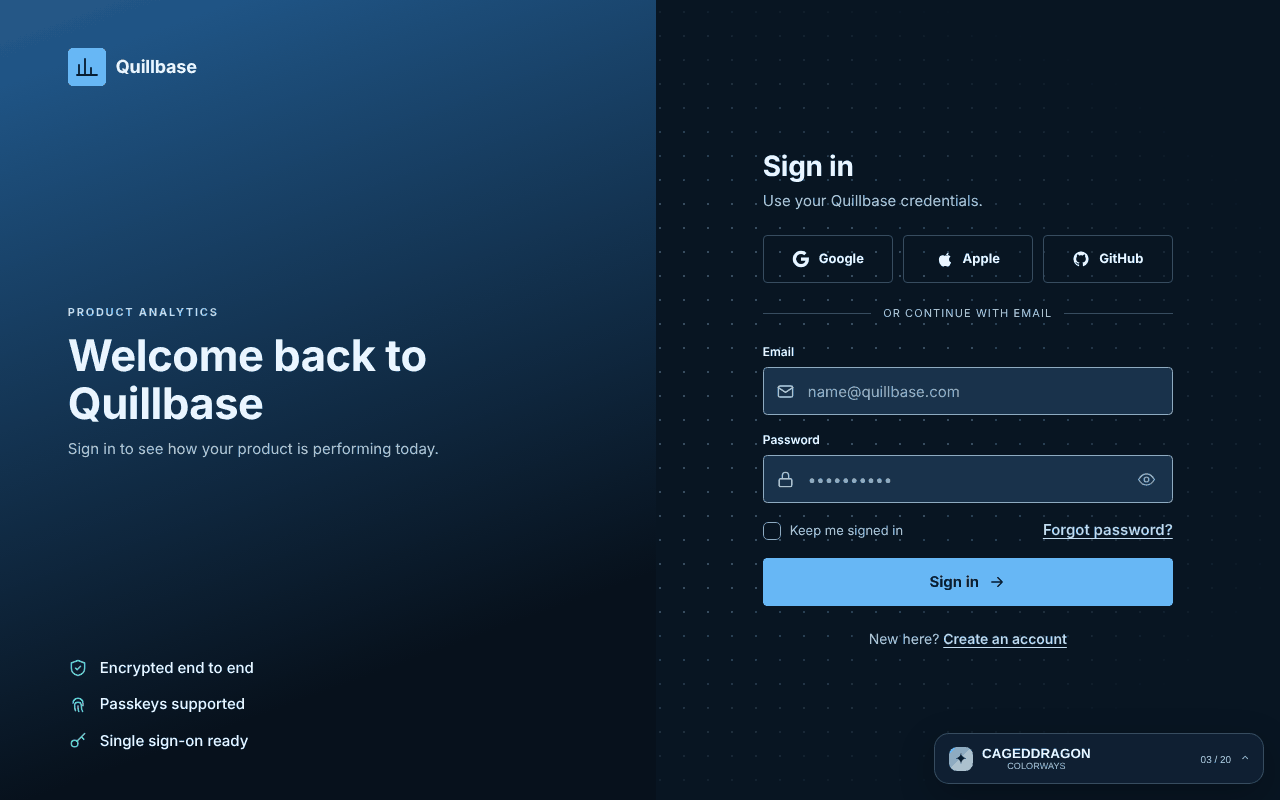 Quillbase
PRODUCT ANALYTICS
Welcome back to
Quillbase
Sign in to see how your product is performing today.
Encrypted end to end
Passkeys supported
Single sign-on ready
Sign in
Use your Quillbase credentials.
Google
Apple
GitHub
OR CONTINUE WITH EMAIL
Email
name@quillbase.com
Password
••••••••••
Keep me signed in
Forgot password?
Sign in →
New here? Create an account
CAGEDDRAGON
COLORWAYS
03 / 20